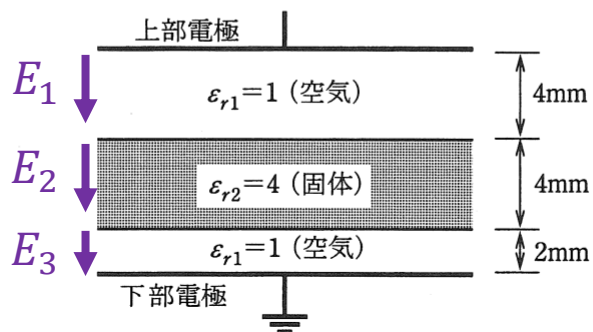 上部電極
E₁
εr1＝1 (空気)
4mm
E₂
εr2＝4 (固体)
4mm
E₃
εr1＝1 (空気)
2mm
下部電極